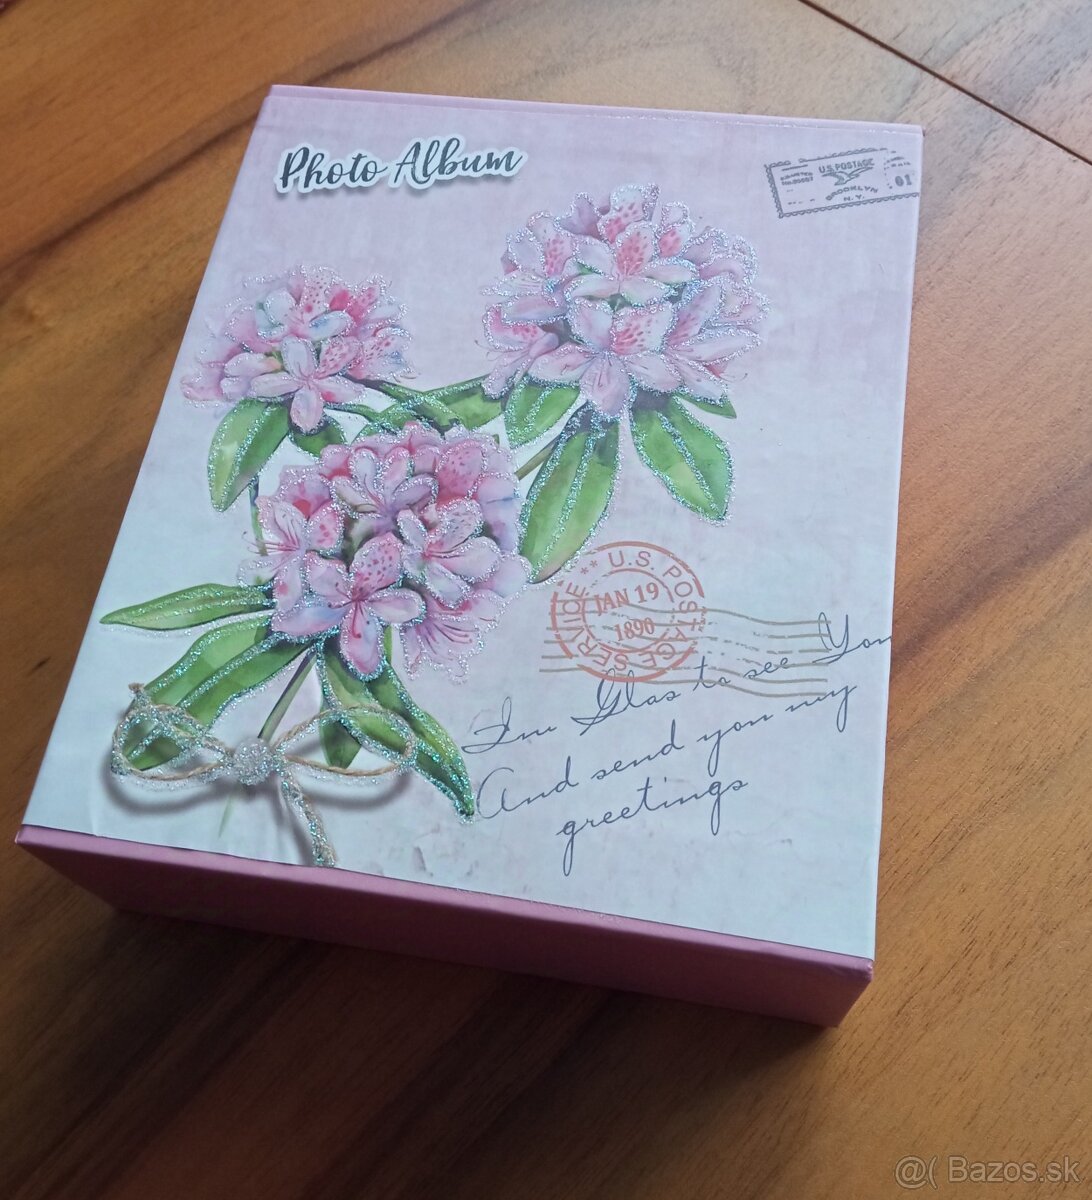 Photo Album
U.S.POSTAGE
BROOKLYN
N.Y.
01
** U.S. POSTAGE SERVICE
JAN 19
1890
Im Glas to see You
And send you my
greetings
@( Bazos.sk